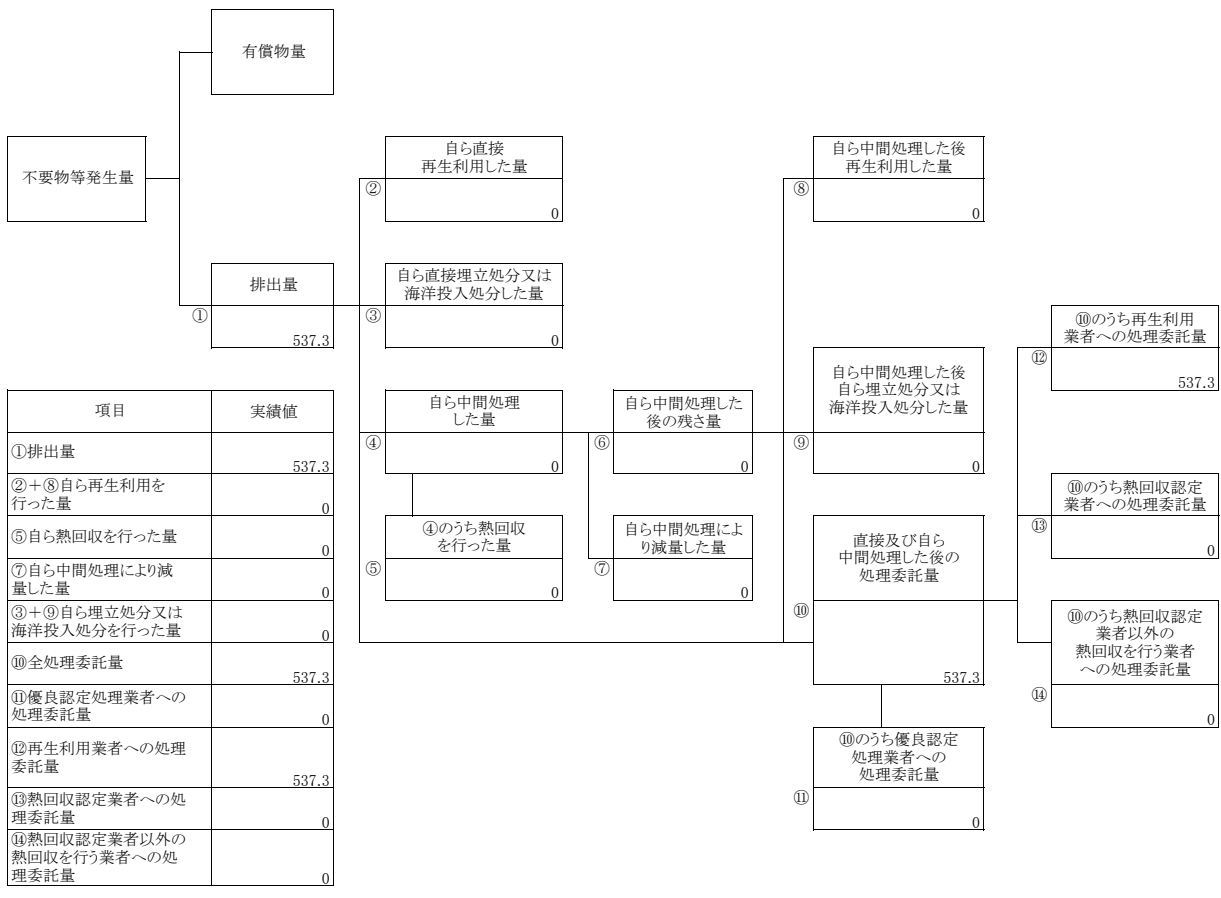 有償物量
不要物等発生量
自ら直接
再生利用した量
②
0
自ら中間処理した後
再生利用した量
⑧
0
排出量
①
537.3
自ら直接埋立処分又は
海洋投入処分した量
③
0
⑩のうち再生利用
業者への処理委託量
⑫
537.3
自ら中間処理した後
自ら埋立処分又は
海洋投入処分した量
⑨
0
自ら中間処理
した量
④
0
自ら中間処理した
後の残さ量
⑥
0
⑩のうち熱回収認定
業者への処理委託量
⑬
0
④のうち熱回収
を行った量
⑤
0
自ら中間処理によ
り減量した量
⑦
0
直接及び自ら
中間処理した後の
処理委託量
⑩
537.3
⑩のうち熱回収認定
業者以外の
熱回収を行う業者
への処理委託量
⑭
0
⑩のうち優良認定
処理業者への
処理委託量
⑪
0
項目 実績値
①排出量
537.3
②＋⑧自ら再生利用を
行った量
0
⑤自ら熱回収を行った量
0
⑦自ら中間処理により減
量した量
0
③＋⑨自ら埋立処分又は
海洋投入処分を行った量
0
⑩全処理委託量
537.3
⑪優良認定処理業者への
処理委託量
0
⑫再生利用業者への処理
委託量
537.3
⑬熱回収認定業者への処
理委託量
0
⑭熱回収認定業者以外の
熱回収を行う業者への処
理委託量
0